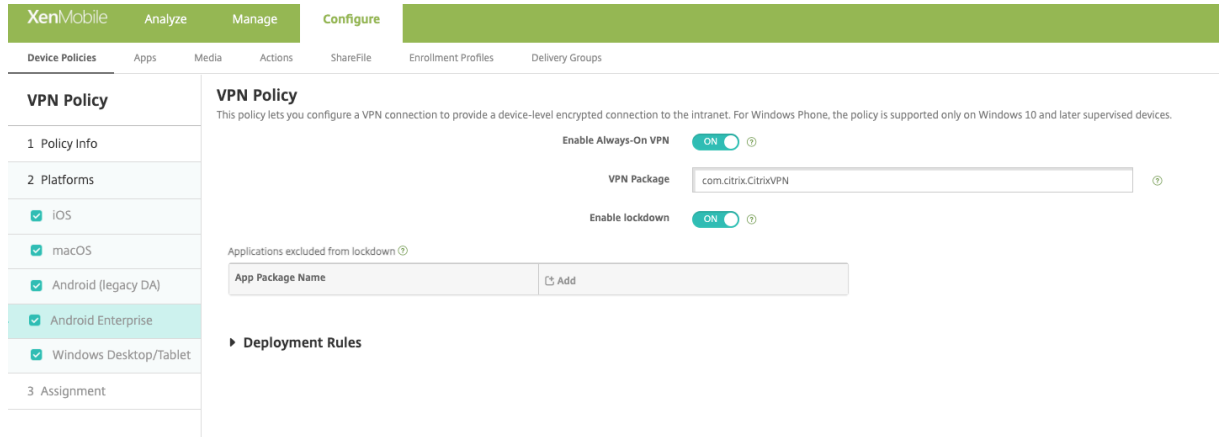 XenMobile Analyze Manage Configure
Device Policies Apps Media Actions ShareFile Enrollment Profiles Delivery Groups
VPN Policy
1 Policy Info
2 Platforms
iOS
macOS
Android (legacy DA)
Android Enterprise
Windows Desktop/Tablet
3 Assignment
VPN Policy
This policy lets you configure a VPN connection to provide a device-level encrypted connection to the intranet. For Windows Phone, the policy is supported only on Windows 10 and later supervised devices.
Enable Always-On VPN ON ?
VPN Package com.citrix.CitrixVPN ?
Enable lockdown ON ?
Applications excluded from lockdown ?
App Package Name Add
Deployment Rules